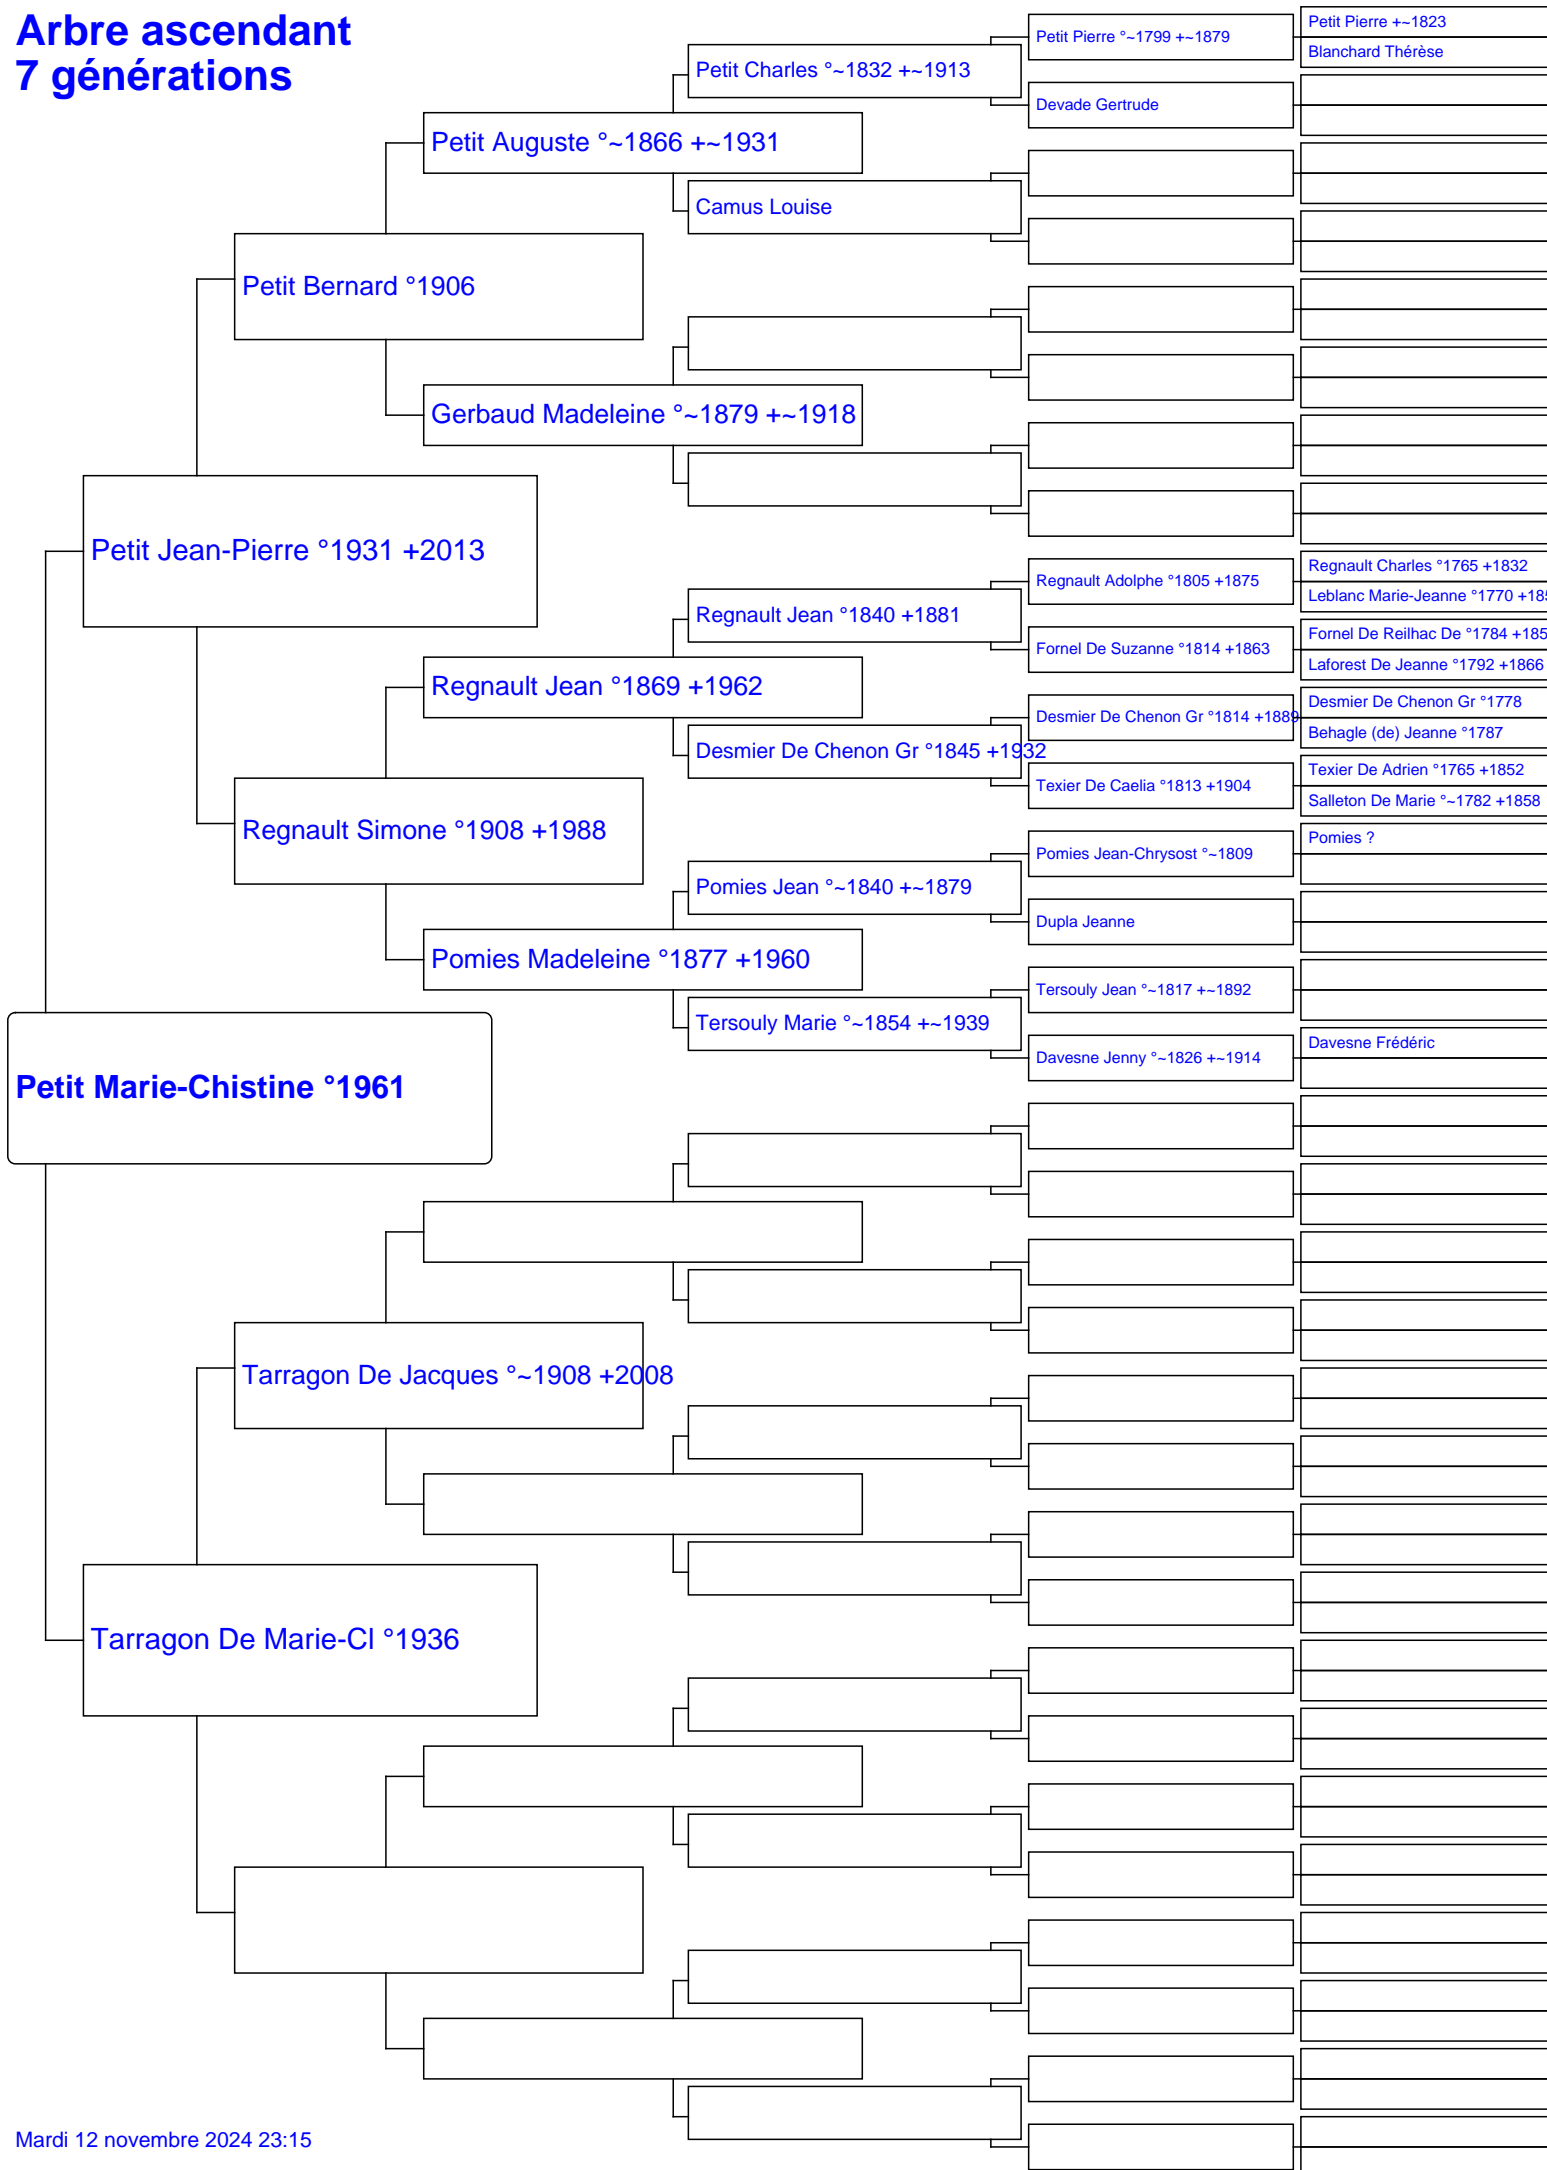 Arbre ascendant
7 générations
Petit Pierre +~1823
Petit Pierre °~1799 +~1879
Blanchard Thérèse
Petit Charles °~1832 +~1913
Devade Gertrude
Petit Auguste °~1866 +~1931
Camus Louise
Petit Bernard °1906
Gerbaud Madeleine °~1879 +~1918
Petit Jean-Pierre °1931 +2013
Regnault Charles °1765 +1832
Regnault Adolphe °1805 +1875
Leblanc Marie-Jeanne °1770 +185
Regnault Jean °1840 +1881
Fornel De Reilhac De °1784 +185
Fornel De Suzanne °1814 +1863
Laforest De Jeanne °1792 +1866
Regnault Jean °1869 +1962
Desmier De Chenon Gr °1778
Desmier De Chenon Gr °1814 +1889
Behagle (de) Jeanne °1787
Desmier De Chenon Gr °1845 +1932
Texier De Adrien °1765 +1852
Texier De Caelia °1813 +1904
Salleton De Marie °~1782 +1858
Regnault Simone °1908 +1988
Pomies ?
Pomies Jean-Chrysost °~1809
Pomies Jean °~1840 +~1879
Dupla Jeanne
Pomies Madeleine °1877 +1960
Tersouly Jean °~1817 +~1892
Tersouly Marie °~1854 +~1939
Davesne Frédéric
Davesne Jenny °~1826 +~1914
Petit Marie-Chistine °1961
Tarragon De Jacques °~1908 +2008
Tarragon De Marie-Cl °1936
Mardi 12 novembre 2024 23:15